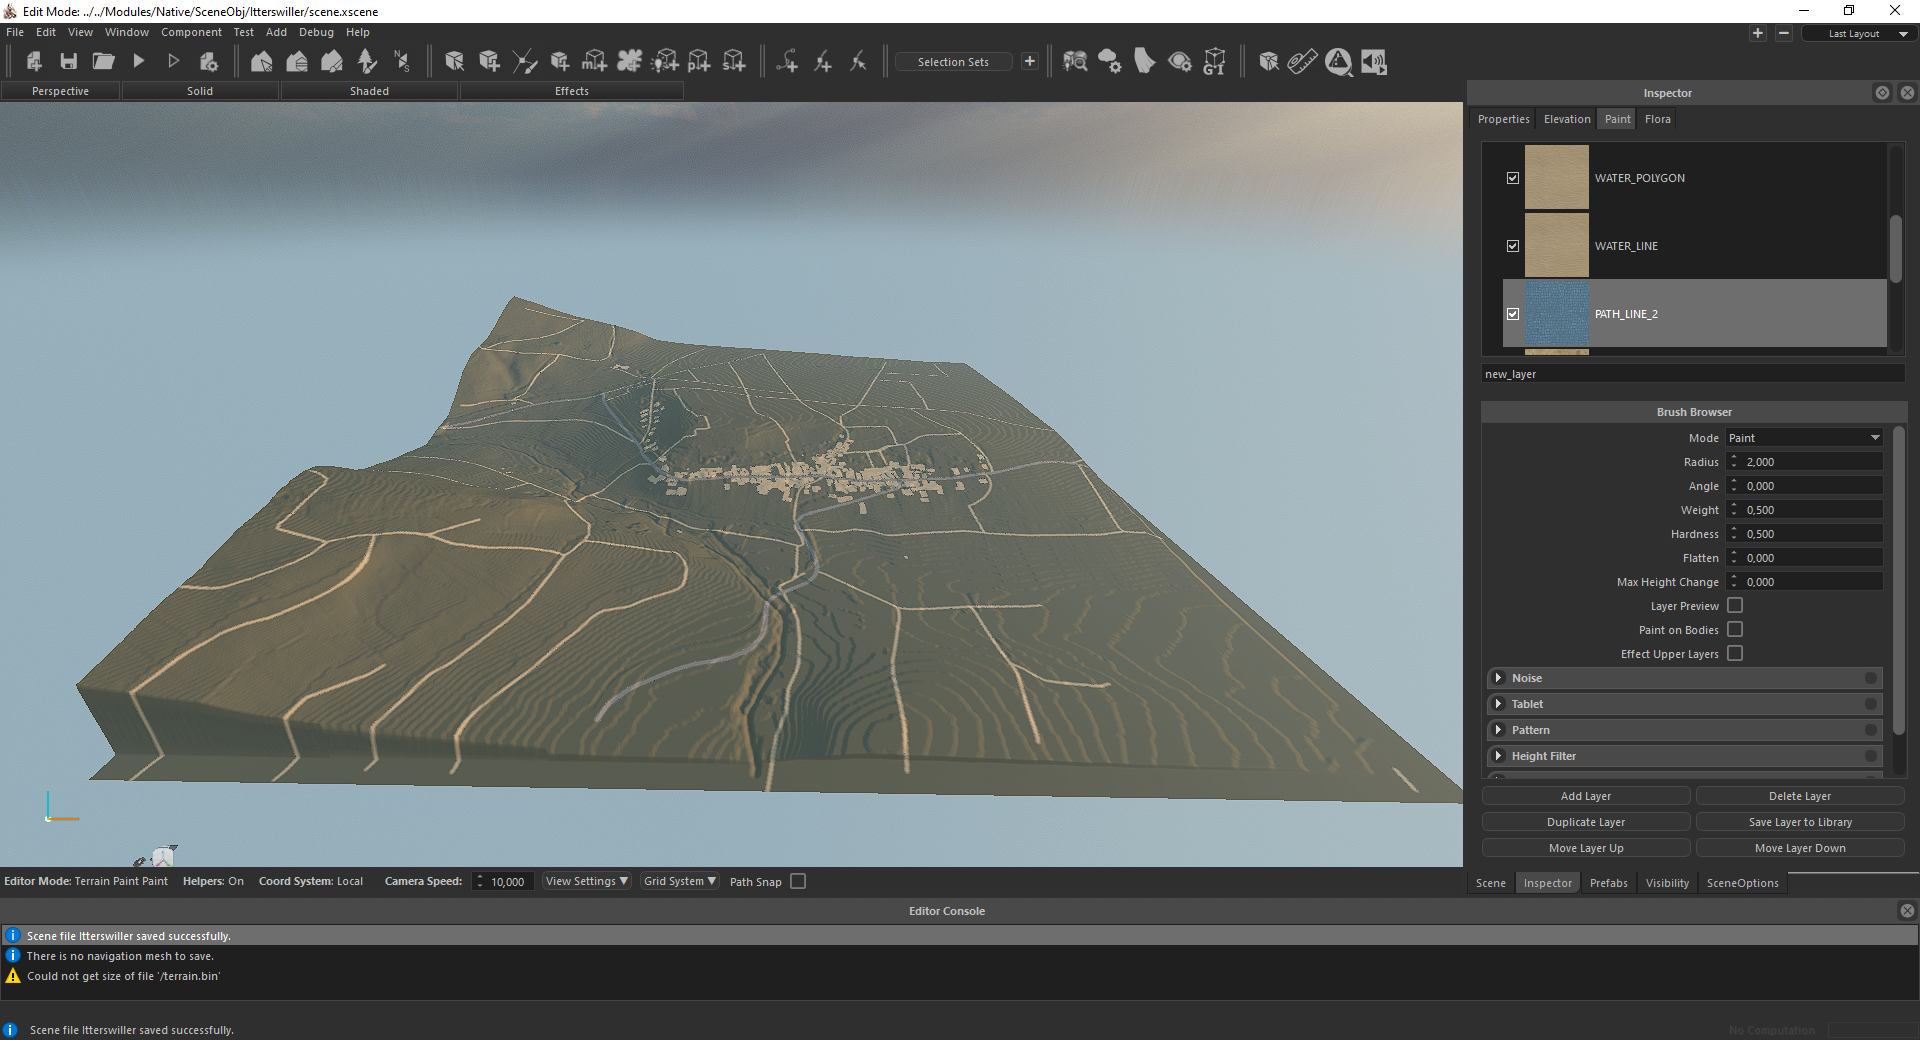 Edit Mode: ../../Modules/Native/SceneObj/Itterswiller/scene.xscene
File Edit View Window Component Test Add Debug Help
Last Layout
Selection Sets
Perspective Solid Shaded Effects
Inspector
Properties Elevation Paint Flora
WATER_POLYGON
WATER_LINE
PATH_LINE_2
new_layer
Brush Browser
Mode Paint
Radius 2,000
Angle 0,000
Weight 0,500
Hardness 0,500
Flatten 0,000
Max Height Change 0,000
Layer Preview
Paint on Bodies
Effect Upper Layers
Noise
Tablet
Pattern
Height Filter
Add Layer Delete Layer
Duplicate Layer Save Layer to Library
Move Layer Up Move Layer Down
Editor Mode: Terrain Paint Paint Helpers: On Coord System: Local Camera Speed: 10,000 View Settings Grid System Path Snap
Scene Inspector Prefabs Visibility SceneOptions
Editor Console
Scene file Itterswiller saved successfully.
There is no navigation mesh to save.
Could not get size of file '/terrain.bin'
Scene file Itterswiller saved successfully.
No Computation